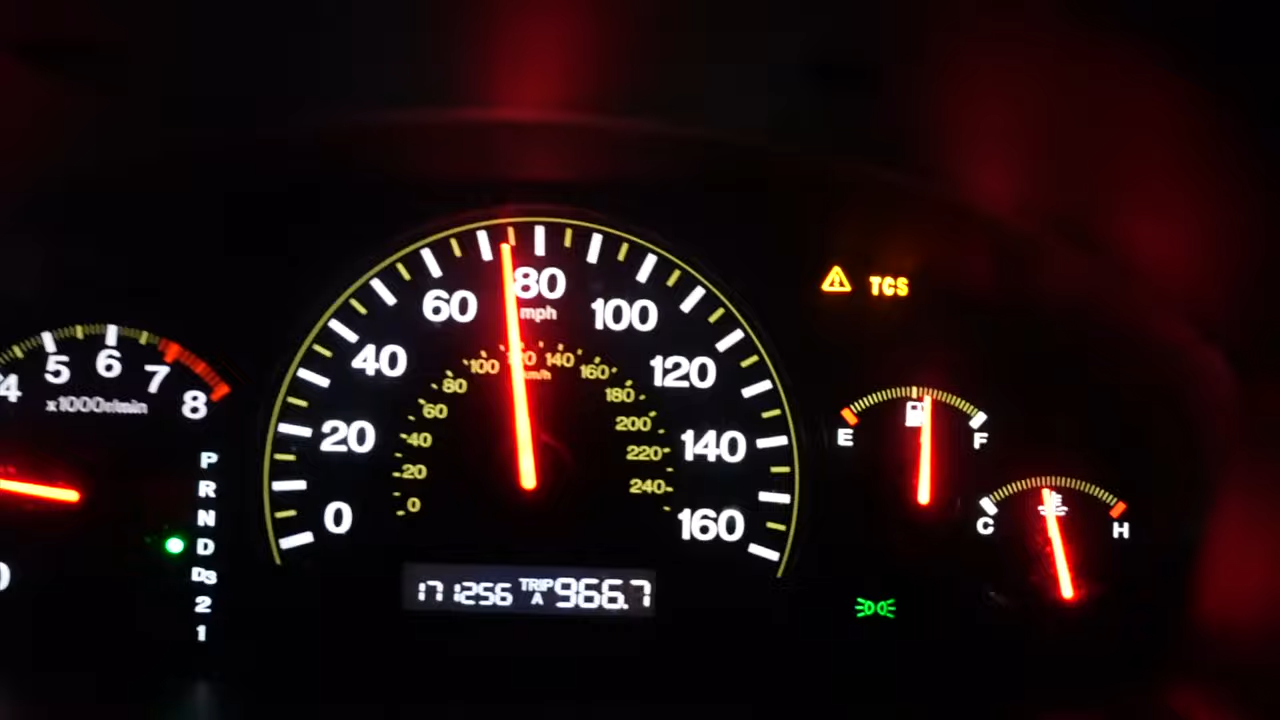 4 5 6 7 8
x1000r/min
P
R
N
D
D3
2
1
0 20 40 60 80 100 120 140 160
mph
0 20 40 60 80 100 120 140 160 180 200 220 240
km/h
171256 TRIP A 966.7
TCS
E F
C H